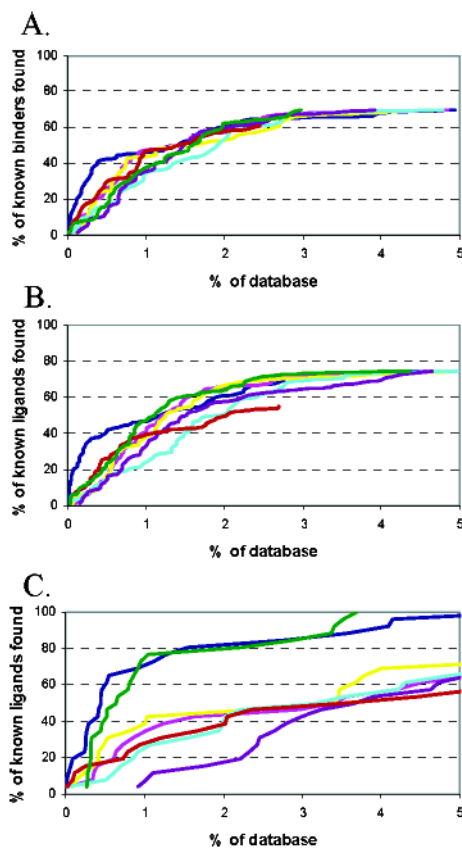 A.
% of known binders found
100
80
60
40
20
0
0 1 2 3 4 5
% of database
B.
% of known ligands found
100
80
60
40
20
0
0 1 2 3 4 5
% of database
C.
% of known ligands found
100
80
60
40
20
0
0 1 2 3 4 5
% of database